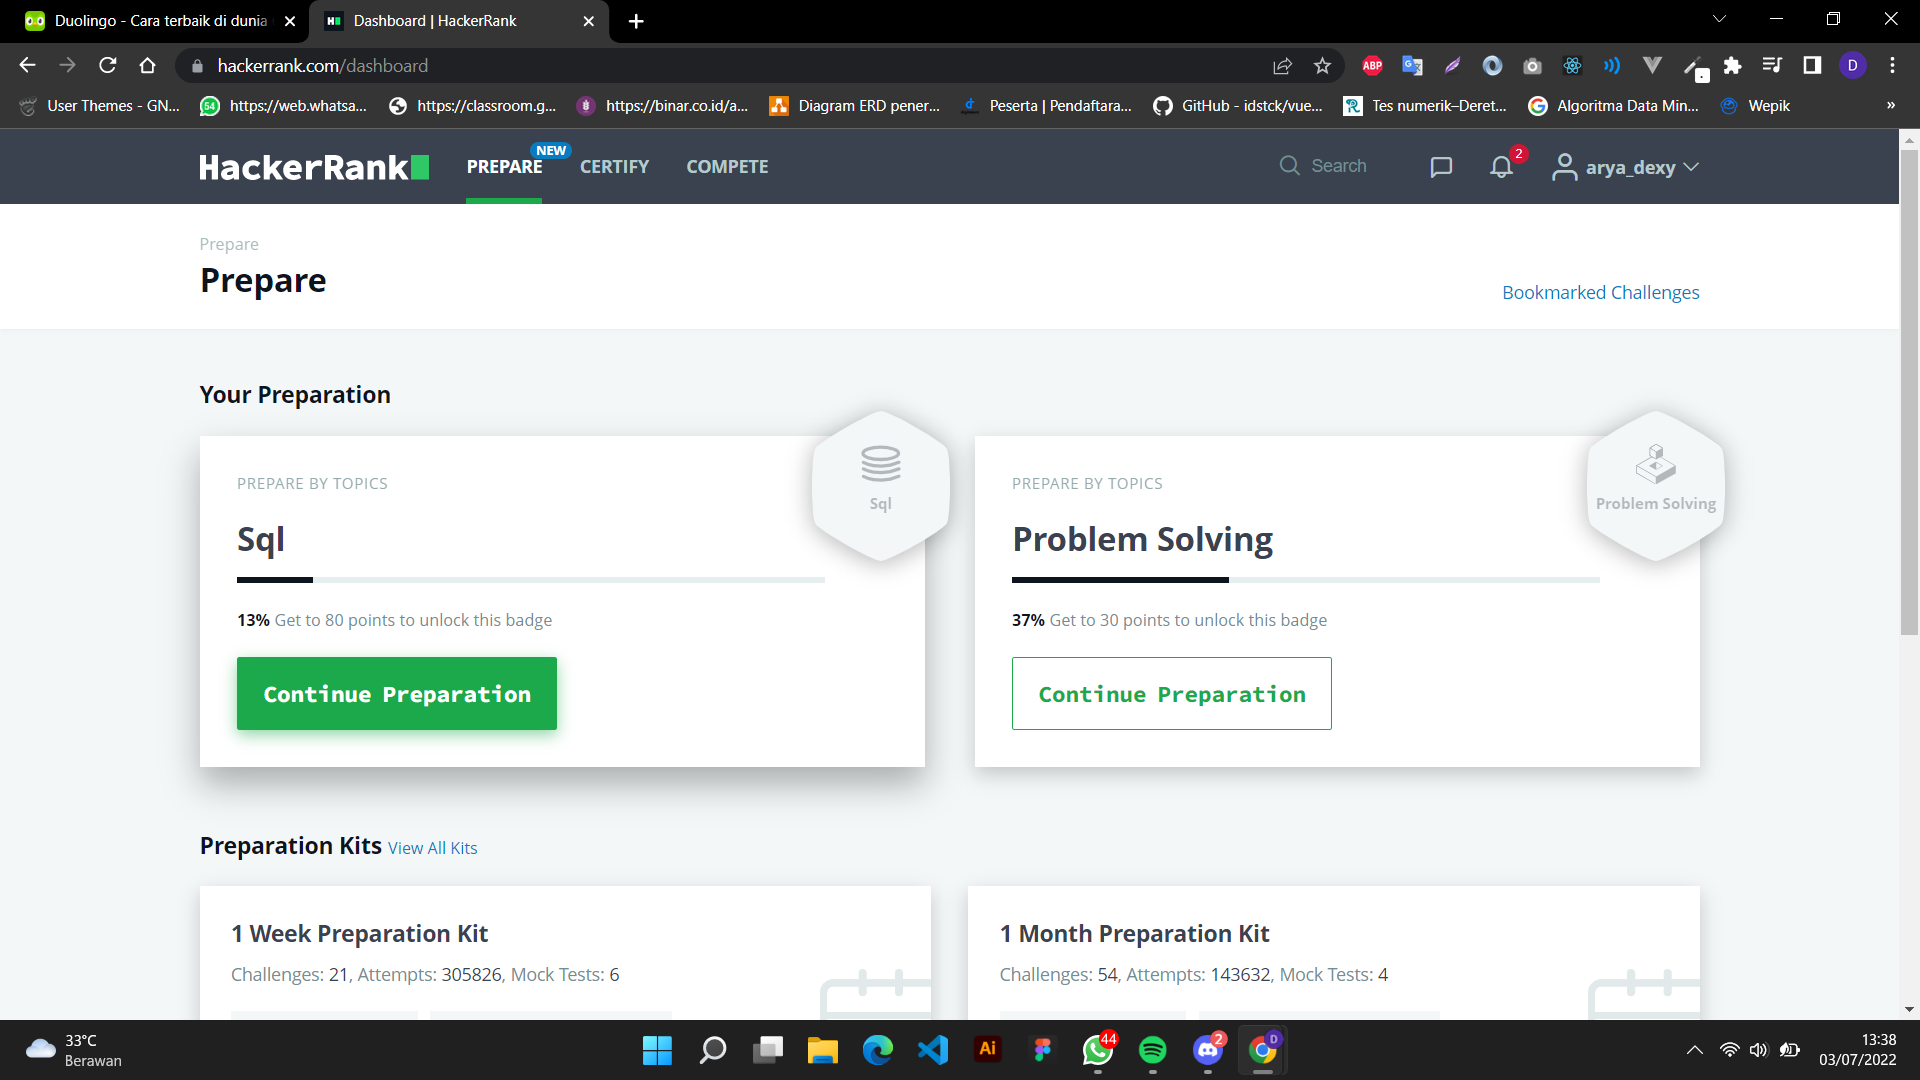 Duolingo - Cara terbaik di dunia
Dashboard | HackerRank
hackerrank.com/dashboard
ABP
D
User Themes - GN...
54
https://web.whatsa...
https://classroom.g...
https://binar.co.id/a...
Diagram ERD pener...
Peserta | Pendaftara...
GitHub - idstck/vue...
Tes numerik–Deret...
Algoritma Data Min...
Wepik
»
HackerRank
PREPARE
NEW
CERTIFY
COMPETE
Search
2
arya_dexy
Prepare
Prepare
Bookmarked Challenges
Your Preparation
PREPARE BY TOPICS
Sql
Sql
13% Get to 80 points to unlock this badge
Continue Preparation
PREPARE BY TOPICS
Problem Solving
Problem Solving
37% Get to 30 points to unlock this badge
Continue Preparation
Preparation Kits View All Kits
1 Week Preparation Kit
Challenges: 21, Attempts: 305826, Mock Tests: 6
1 Month Preparation Kit
Challenges: 54, Attempts: 143632, Mock Tests: 4
33°C
Berawan
Ai
44
2
D
13:38
03/07/2022